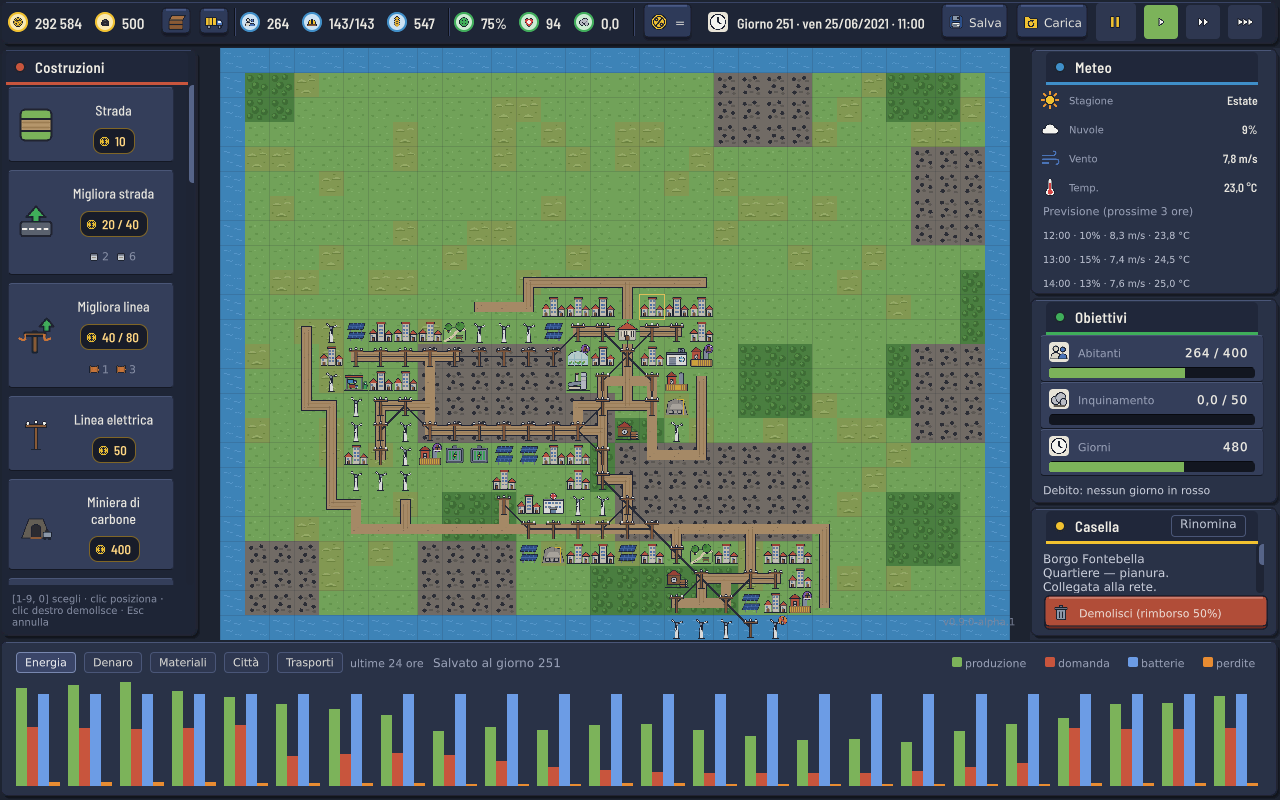 292 584
500
264
143/143
547
75%
94
0,0
=
Giorno 251 · ven 25/06/2021 · 11:00
Salva
Carica
Costruzioni
Strada
10
Migliora strada
20 / 40
2
6
Migliora linea
40 / 80
1
3
Linea elettrica
50
Miniera di
carbone
400
[1-9, 0] scegli · clic posiziona ·
clic destro demolisce · Esc
annulla
v0.9.0-alpha.1
Meteo
Stagione
Estate
Nuvole
9%
Vento
7,8 m/s
Temp.
23,0 °C
Previsione (prossime 3 ore)
12:00 · 10% · 8,3 m/s · 23,8 °C
13:00 · 15% · 7,4 m/s · 24,5 °C
14:00 · 13% · 7,6 m/s · 25,0 °C
Obiettivi
Abitanti
264 / 400
Inquinamento
0,0 / 50
Giorni
480
Debito: nessun giorno in rosso
Casella
Rinomina
Borgo Fontebella
Quartiere — pianura.
Collegata alla rete.
Demolisci (rimborso 50%)
Energia
Denaro
Materiali
Città
Trasporti
ultime 24 ore
Salvato al giorno 251
produzione
domanda
batterie
perdite